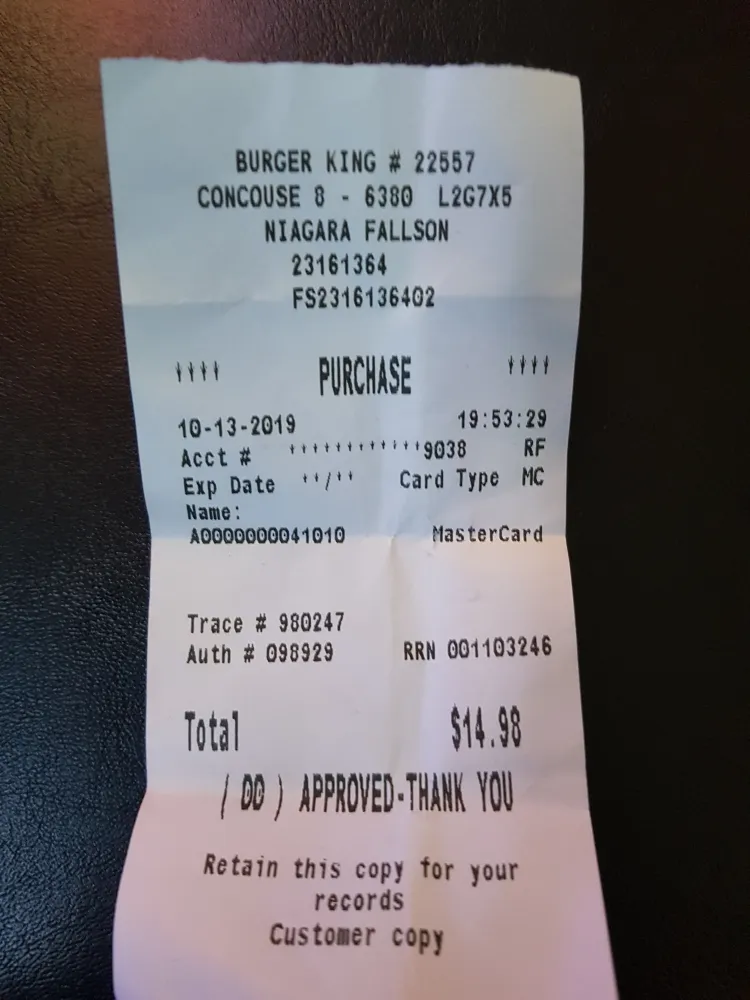 BURGER KING # 22557
CONCOUSE 8 - 6380 L2G7X5
NIAGARA FALLSON
23161364
FS2316136402
**** PURCHASE ****
10-13-2019 19:53:29
Acct # ************9038 RF
Exp Date **/** Card Type MC
Name:
A0000000041010 MasterCard
Trace # 980247
Auth # 098929 RRN 001103246
Total $14.98
( 00 ) APPROVED-THANK YOU
Retain this copy for your
records
Customer copy